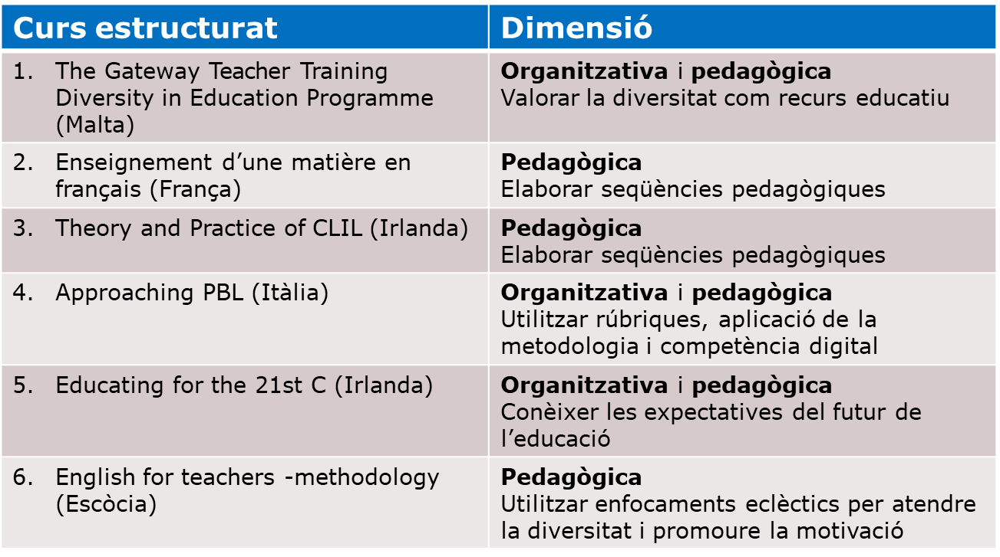 Curs estructurat
Dimensió
1. The Gateway Teacher Training
Diversity in Education Programme
(Malta)
Organitzativa i pedagògica
Valorar la diversitat com recurs educatiu
2. Enseignement d’une matière en
français (França)
Pedagògica
Elaborar seqüències pedagògiques
3. Theory and Practice of CLIL (Irlanda)
Pedagògica
Elaborar seqüències pedagògiques
4. Approaching PBL (Itàlia)
Organitzativa i pedagògica
Utilitzar rúbriques, aplicació de la
metodologia i competència digital
5. Educating for the 21st C (Irlanda)
Organitzativa i pedagògica
Conèixer les expectatives del futur de
l’educació
6. English for teachers -methodology
(Escòcia)
Pedagògica
Utilitzar enfocaments eclèctics per atendre
la diversitat i promoure la motivació